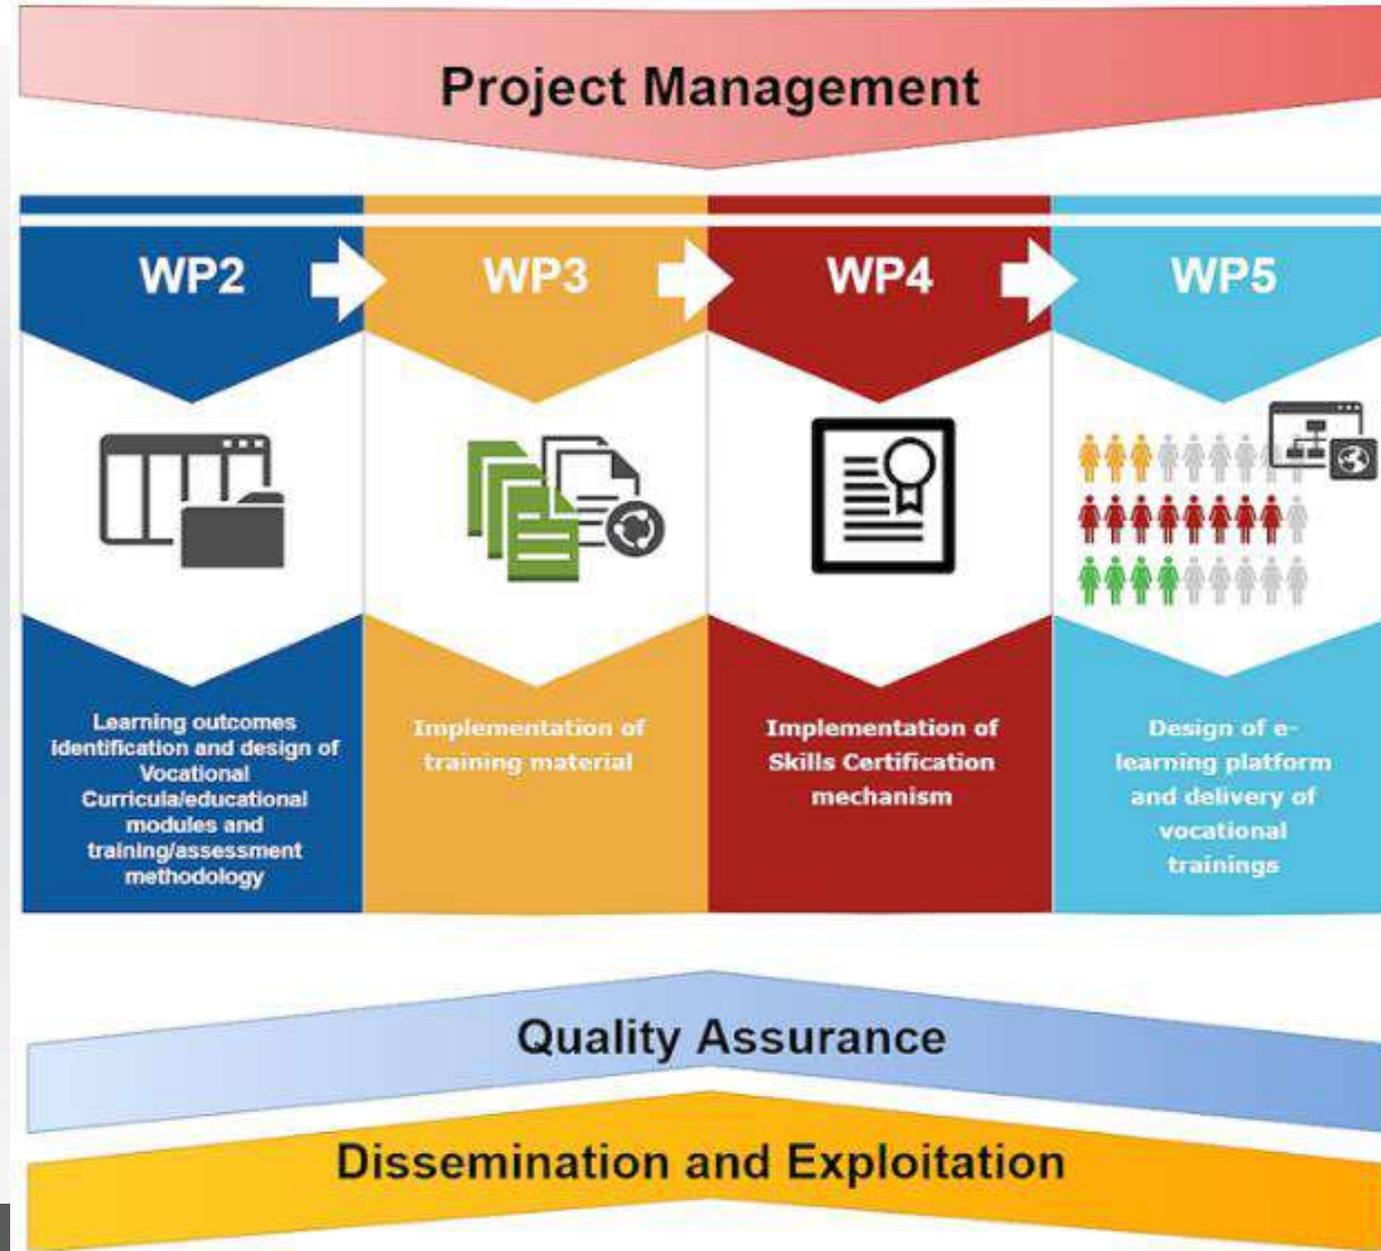 Project Management
WP2
WP3
WP4
WP5
Learning outcomes
identification and design of
Vocational
Curricula/educational
modules and
training/assessment
methodology
Implementation of
training material
Implementation of
Skills Certification
mechanism
Design of e-
learning platform
and delivery of
vocational
trainings
Quality Assurance
Dissemination and Exploitation